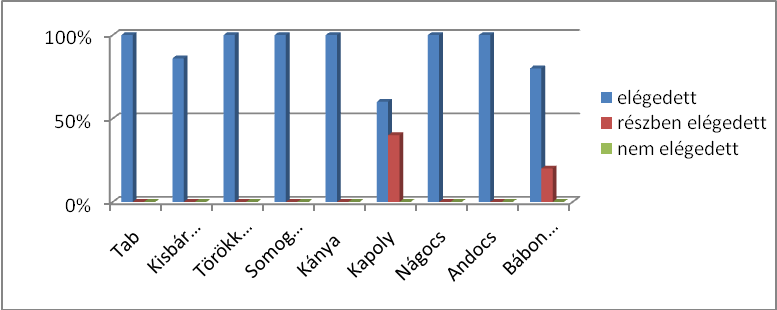 100%
50%
0%
Tab
Kisbár...
Törökk...
Somog...
Kánya
Kapoly
Nágocs
Andocs
Bábon...
elégedett
részben elégedett
nem elégedett